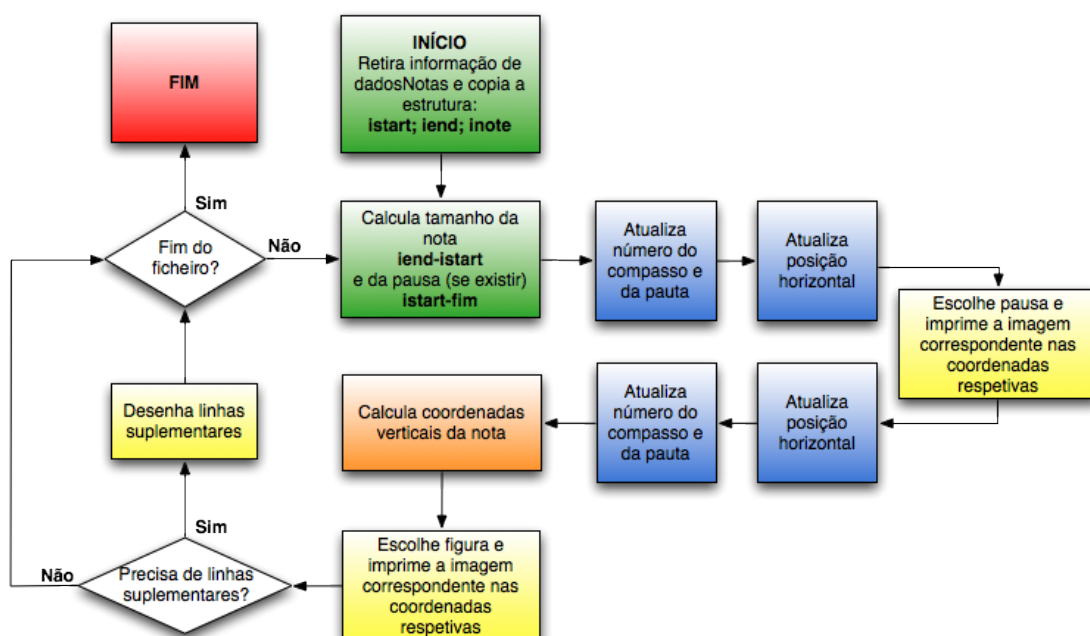 FIM
INÍCIO
Retira informação de
dadosNotas e copia a
estrutura:
istart; iend; inote
Sim
Fim do
ficheiro?
Não
Calcula tamanho da
nota
iend-istart
e da pausa (se existir)
istart-fim
Atualiza
número do
compasso e
da pauta
Atualiza
posição
horizontal
Escolhe pausa e
imprime a imagem
correspondente nas
coordenadas
respetivas
Atualiza
posição
horizontal
Atualiza
número do
compasso e
da pauta
Calcula coordenadas
verticais da nota
Escolhe figura e
imprime a imagem
correspondente nas
coordenadas
respetivas
Precisa de linhas
suplementares?
Sim
Não
Desenha linhas
suplementares